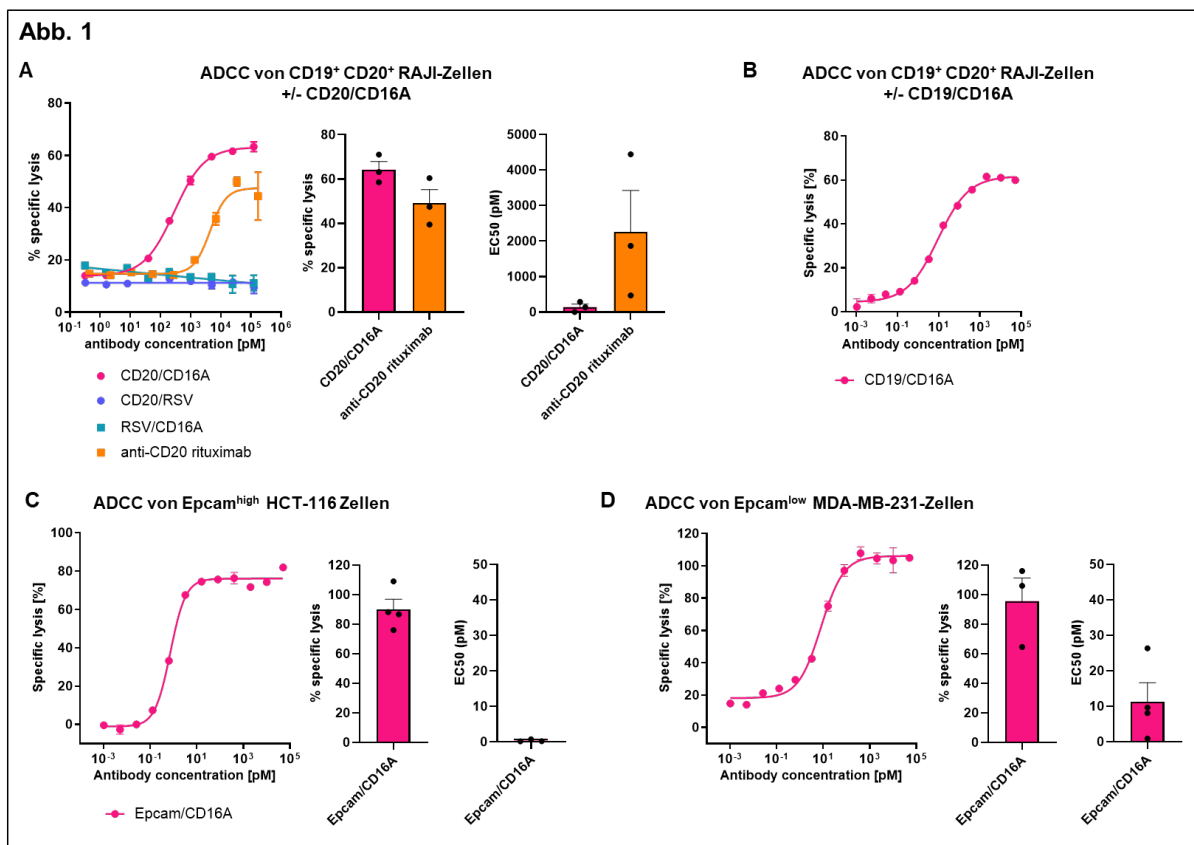 Abb. 1
A
ADCC von CD19⁺ CD20⁺ RAJI-Zellen
+/- CD20/CD16A
% specific lysis
80
60
40
20
0
10⁻¹ 10⁰ 10¹ 10² 10³ 10⁴ 10⁵ 10⁶
antibody concentration [pM]
CD20/CD16A
CD20/RSV
RSV/CD16A
anti-CD20 rituximab
% specific lysis
80
60
40
20
0
CD20/CD16A
anti-CD20 rituximab
EC50 (pM)
5000
4000
3000
2000
1000
0
CD20/CD16A
anti-CD20 rituximab
B
ADCC von CD19⁺ CD20⁺ RAJI-Zellen
+/- CD19/CD16A
Specific lysis [%]
80
60
40
20
0
10⁻³ 10⁻¹ 10¹ 10³ 10⁵
Antibody concentration [pM]
CD19/CD16A
C
ADCC von Epcamʰⁱᵍʰ HCT-116 Zellen
Specific lysis [%]
100
80
60
40
20
0
10⁻³ 10⁻¹ 10¹ 10³ 10⁵
Antibody concentration [pM]
Epcam/CD16A
% specific lysis
120
100
80
60
40
20
0
Epcam/CD16A
EC50 (pM)
50
40
30
20
10
0
Epcam/CD16A
D
ADCC von Epcamˡᵒʷ MDA-MB-231-Zellen
Specific lysis [%]
120
100
80
60
40
20
0
10⁻³ 10⁻¹ 10¹ 10³ 10⁵
Antibody concentration [pM]
% specific lysis
120
100
80
60
40
20
0
Epcam/CD16A
EC50 (pM)
50
40
30
20
10
0
Epcam/CD16A